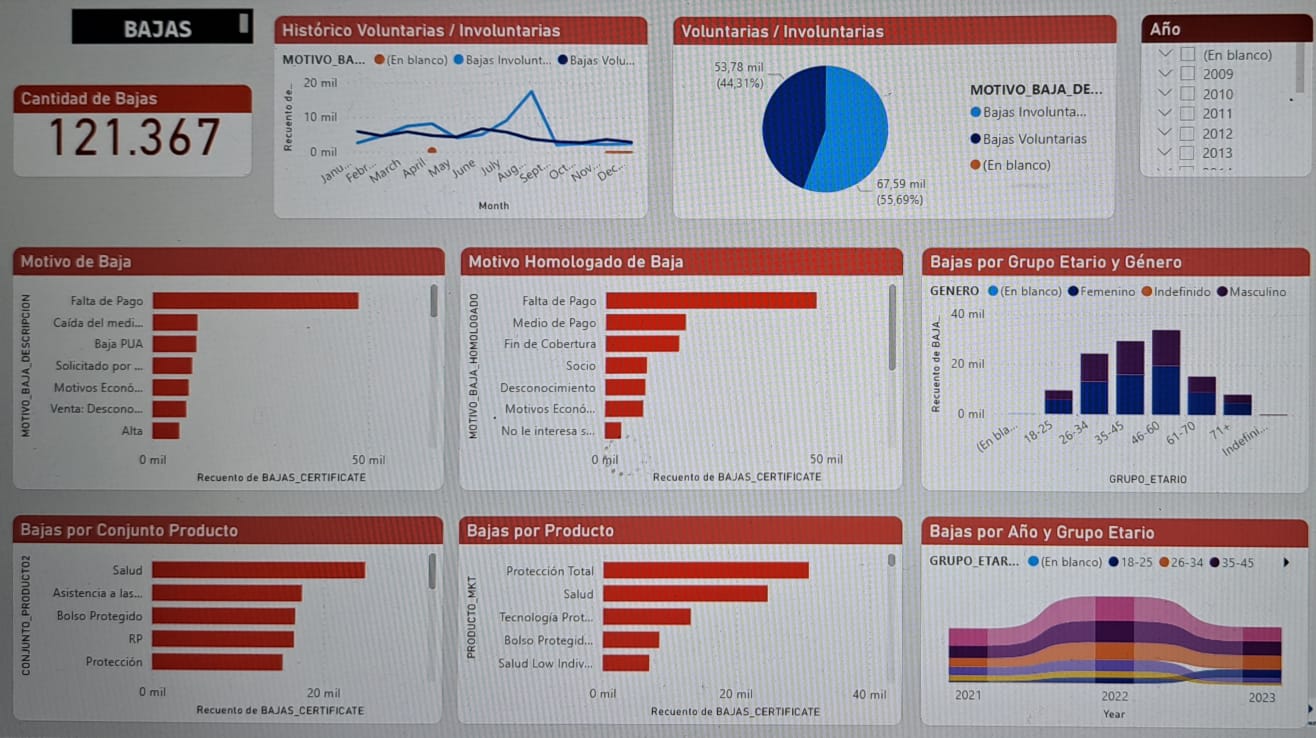 BAJAS
Cantidad de Bajas
121.367
Histórico Voluntarias / Involuntarias
MOTIVO_BA... (En blanco) Bajas Involunt... Bajas Volu...
Recuento de...
20 mil
10 mil
0 mil
Janu... Febr... March April May June July Aug... Sept... Oct... Nov... Dec...
Month
Voluntarias / Involuntarias
53,78 mil
(44,31%)
67,59 mil
(55,69%)
MOTIVO_BAJA_DE...
Bajas Involunta...
Bajas Voluntarias
(En blanco)
Año
(En blanco)
2009
2010
2011
2012
2013
Motivo de Baja
MOTIVO_BAJA_DESCRIPCION
Falta de Pago
Caída del medi...
Baja PUA
Solicitado por ...
Motivos Econó...
Venta: Descono...
Alta
0 mil 50 mil
Recuento de BAJAS_CERTIFICATE
Motivo Homologado de Baja
MOTIVO_BAJA_HOMOLOGADO
Falta de Pago
Medio de Pago
Fin de Cobertura
Socio
Desconocimiento
Motivos Econó...
No le interesa s...
0 mil 50 mil
Recuento de BAJAS_CERTIFICATE
Bajas por Grupo Etario y Género
GENERO (En blanco) Femenino Indefinido Masculino
Recuento de BAJA...
40 mil
20 mil
0 mil
(En bla... 18-25 26-34 35-45 46-60 61-70 71+ Indefini...
GRUPO_ETARIO
Bajas por Conjunto Producto
CONJUNTO_PRODUCTO2
Salud
Asistencia a las...
Bolso Protegido
RP
Protección
0 mil 20 mil
Recuento de BAJAS_CERTIFICATE
Bajas por Producto
PRODUCTO_MKT
Protección Total
Salud
Tecnología Prot...
Bolso Protegid...
Salud Low Indiv...
0 mil 20 mil 40 mil
Recuento de BAJAS_CERTIFICATE
Bajas por Año y Grupo Etario
GRUPO_ETAR... (En blanco) 18-25 26-34 35-45
2021 2022 2023
Year